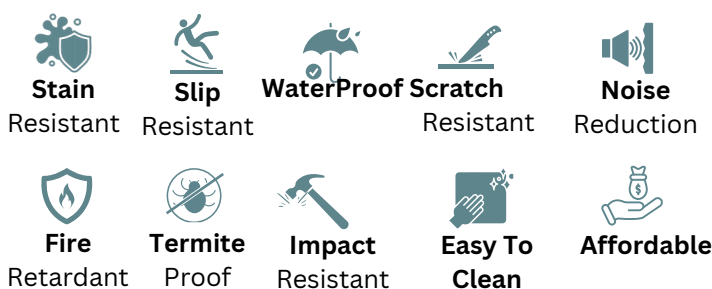 Stain
Resistant
Slip
Resistant
WaterProof
Scratch
Resistant
Noise
Reduction
Fire
Retardant
Termite
Proof
Impact
Resistant
Easy To
Clean
$
Affordable